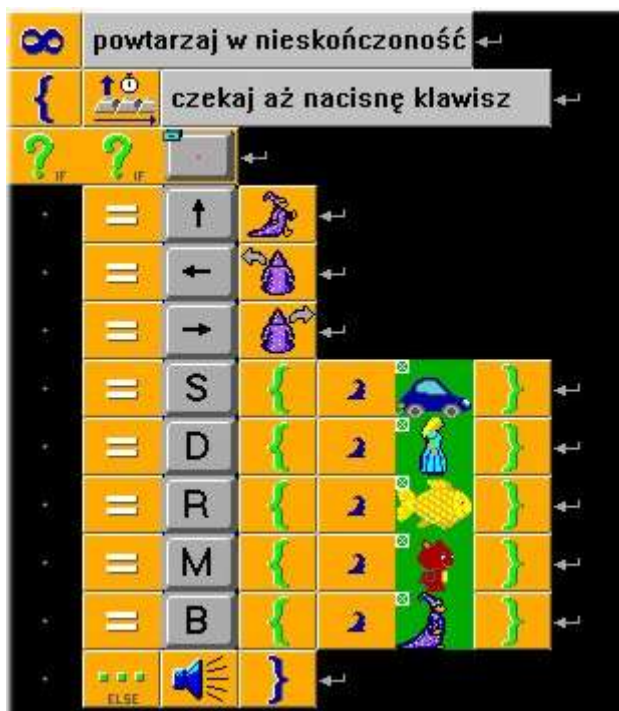 ∞ powtarzaj w nieskończoność
{ czekaj aż nacisnę klawisz
? IF ? IF
= ↑
= ←
= →
= S { }
= D { }
= R { }
= M { }
= B { }
... ELSE }